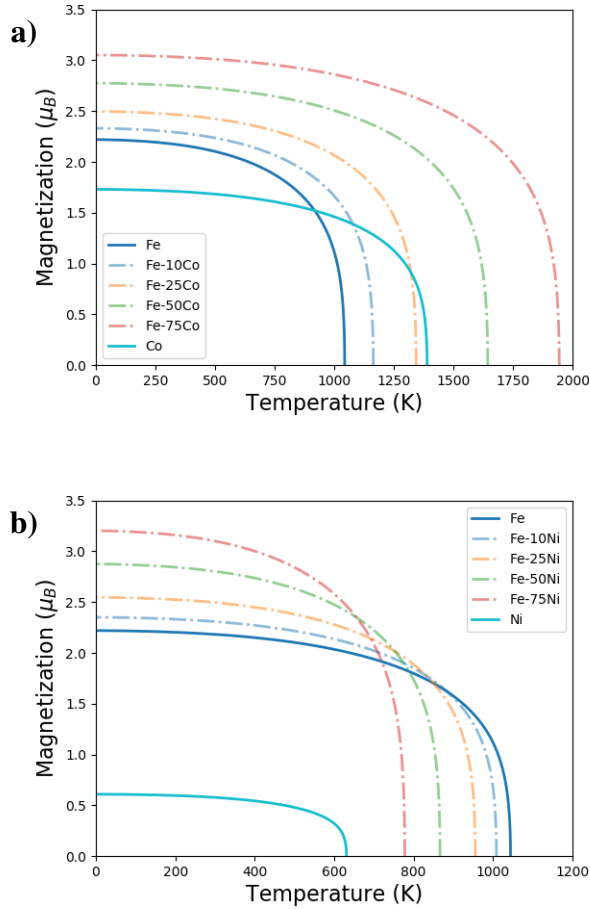 a)
3.5
3.0
2.5
2.0
1.5
1.0
0.5
0.0
Magnetization (μB)
Fe
Fe-10Co
Fe-25Co
Fe-50Co
Fe-75Co
Co
0 250 500 750 1000 1250 1500 1750 2000
Temperature (K)
b)
3.5
3.0
2.5
2.0
1.5
1.0
0.5
0.0
Magnetization (μB)
Fe
Fe-10Ni
Fe-25Ni
Fe-50Ni
Fe-75Ni
Ni
0 200 400 600 800 1000 1200
Temperature (K)